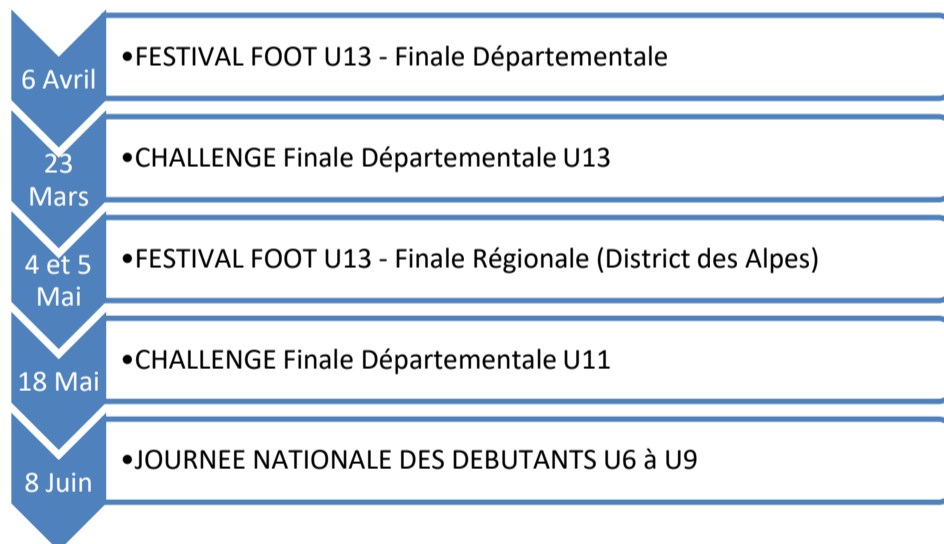 6 Avril
•FESTIVAL FOOT U13 - Finale Départementale
23
Mars
•CHALLENGE Finale Départementale U13
4 et 5
Mai
•FESTIVAL FOOT U13 - Finale Régionale (District des Alpes)
18 Mai
•CHALLENGE Finale Départementale U11
8 Juin
•JOURNEE NATIONALE DES DEBUTANTS U6 à U9